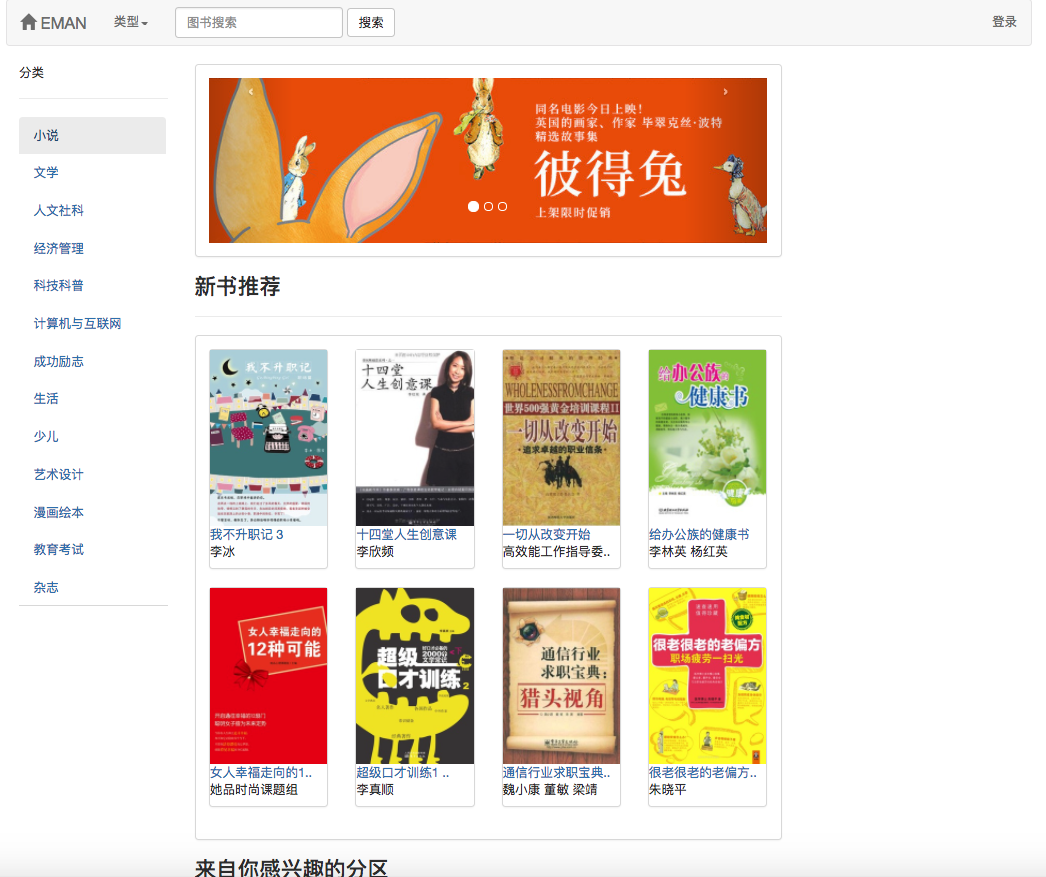 EMAN
类型
图书搜索
搜索
登录
分类
小说
文学
人文社科
经济管理
科技科普
计算机与互联网
成功励志
生活
少儿
艺术设计
漫画绘本
教育考试
杂志
同名电影今日上映！
英国的画家、作家 毕翠克丝·波特
精选故事集
彼得兔
上架限时促销
新书推荐
我不升职记
十四堂
人生创意课
WHOLENESSFROMCHANGE
世界500强黄金培训课程11
一切从改变开始
·追求卓越的职业信条·
给办公族的
健康书
健康
我不升职记 3
李冰
十四堂人生创意课
李欣频
一切从改变开始
高效能工作指导委..
给办公族的健康书
李林英 杨红英
女人幸福走向的
12种可能
超级
口才训练
2
通信行业
求职宝典：
猎头视角
很老很老的老偏方
职场疲劳一扫光
女人幸福走向的1..
她品时尚课题组
超级口才训练1 ..
李真顺
通信行业求职宝典..
魏小康 董敏 梁靖
很老很老的老偏方..
朱晓平
来自你感兴趣的分区